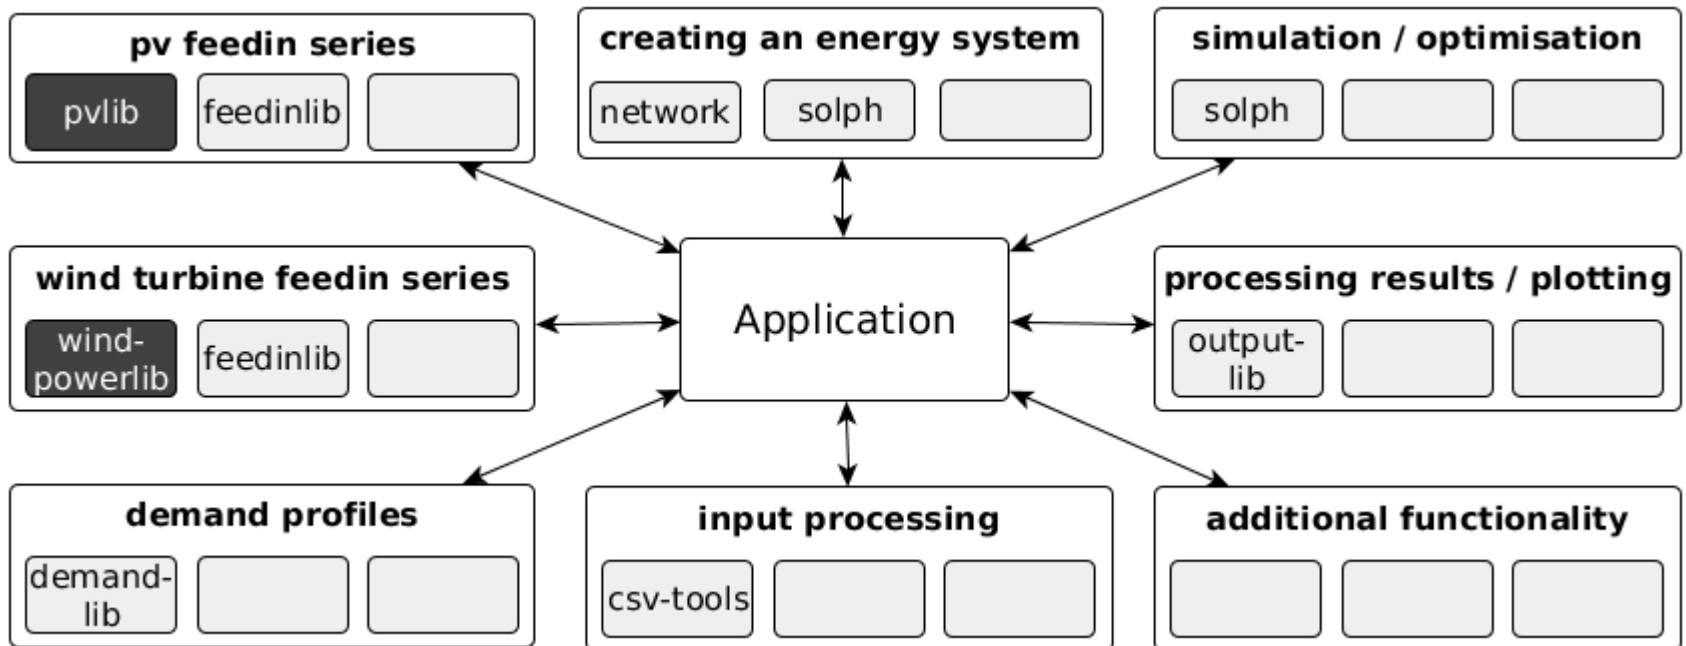 pv feedin series
pvlib
feedinlib
creating an energy system
network
solph
simulation / optimisation
solph
wind turbine feedin series
wind-
powerlib
feedinlib
Application
processing results / plotting
output-
lib
demand profiles
demand-
lib
input processing
csv-tools
additional functionality